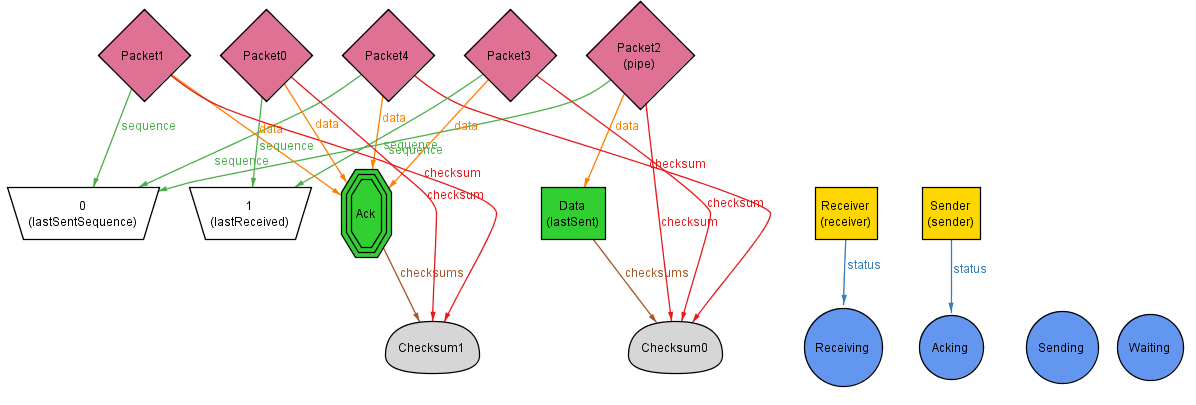 Packet1
Packet0
Packet4
Packet3
Packet2
(pipe)
sequence
data
data
data
data
data
sequence
sequence
sequence
sequence
checksum
checksum
checksum
checksum
checksum
0
(lastSentSequence)
1
(lastReceived)
Ack
Data
(lastSent)
Receiver
(receiver)
Sender
(sender)
checksums
checksums
status
status
Checksum1
Checksum0
Receiving
Acking
Sending
Waiting